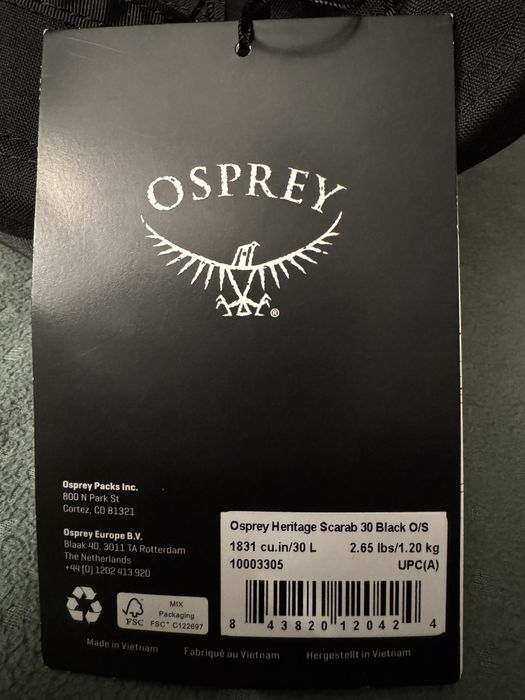 OSPREY
®
Osprey Packs Inc.
800 N Park St
Cortez, CO 81321
Osprey Europe B.V.
Blaak 40, 3011 TA Rotterdam
The Netherlands
+44 [0] 1202 413 920
Osprey Heritage Scarab 30 Black O/S
1831 cu.in/30 L 2.65 lbs/1.20 kg
10003305 UPC(A)
8 43820 12042 4
MIX
Packaging
FSC™ C122697
FSC
Made in Vietnam Fabriqué au Vietnam Hergestellt in Vietnam